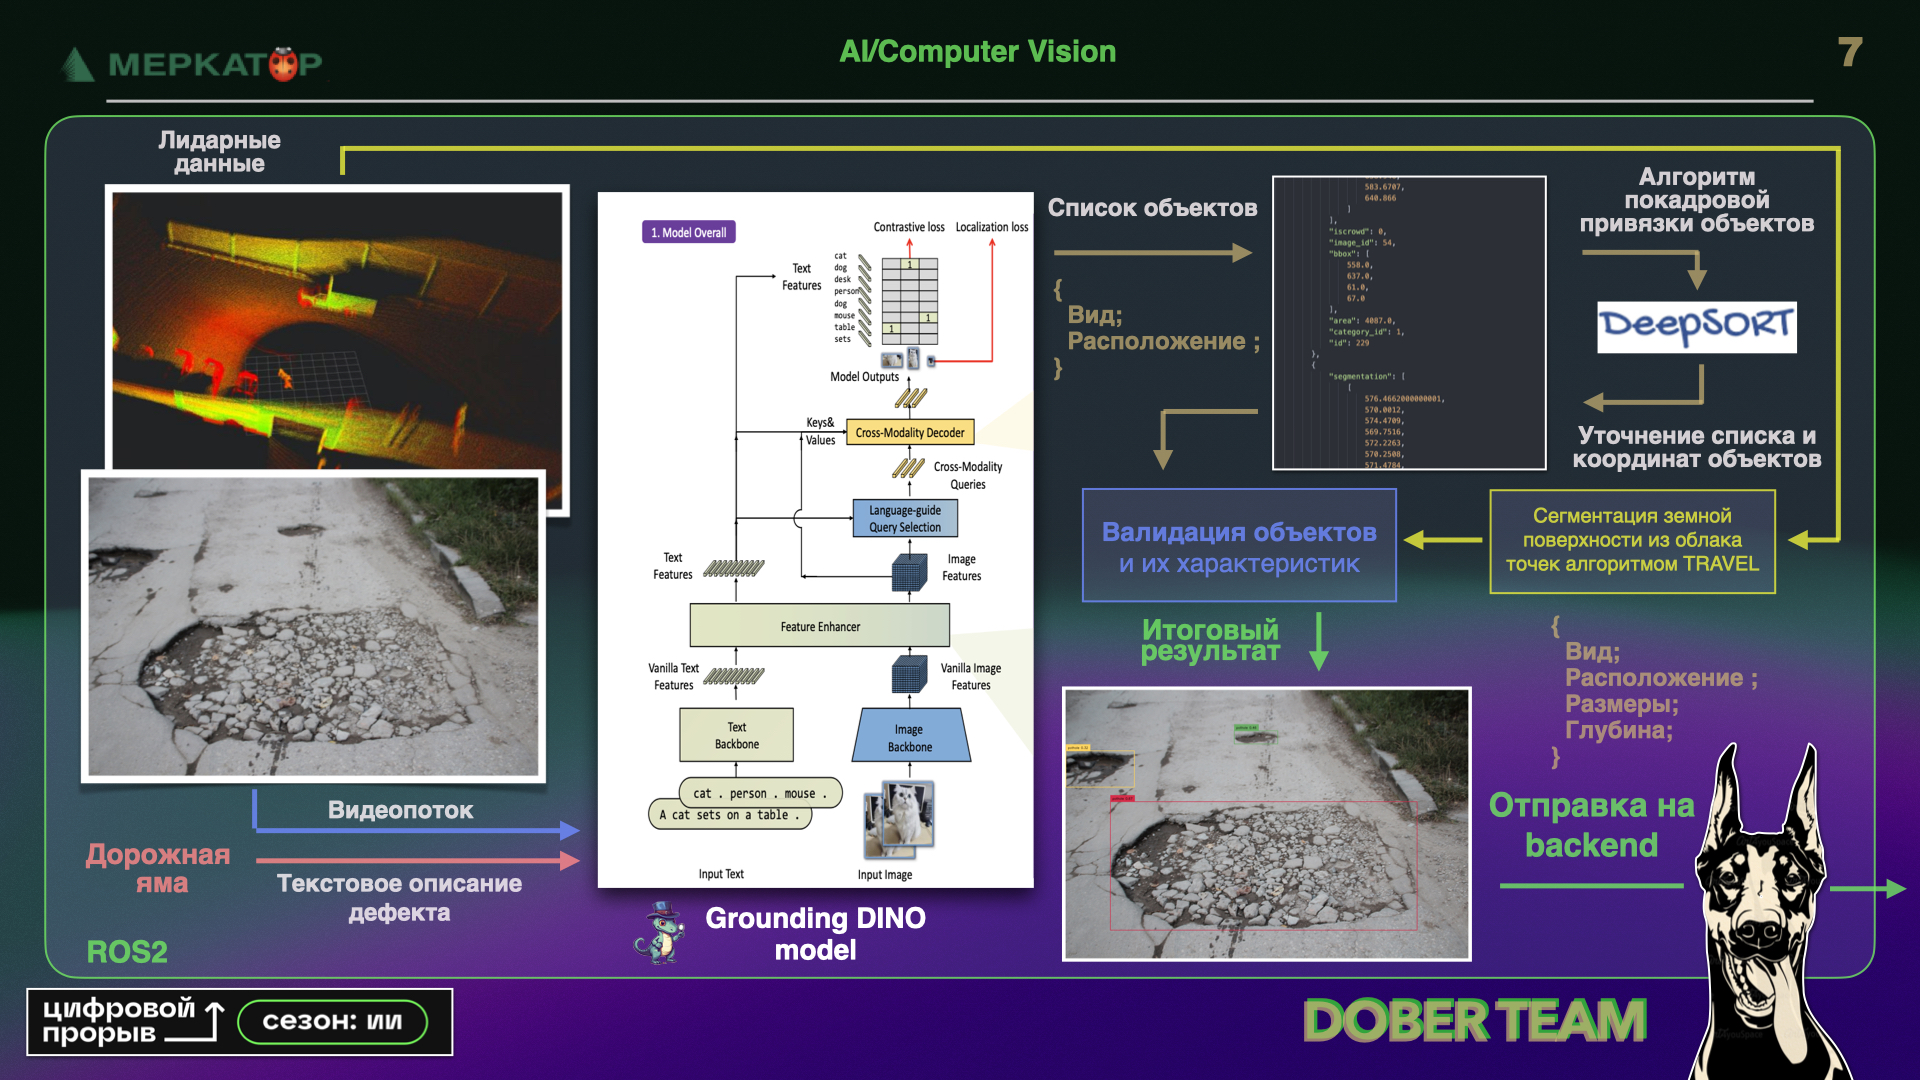 МЕРКАТОР
AI/Computer Vision
7
Лидарные
данные
1. Model Overall
Contrastive loss
Localization loss
Text
Features
cat
dog
desk
person
dog
mouse
table
sets
1
1
1
Model Outputs
Keys&
Values
Cross-Modality Decoder
Cross-Modality
Queries
Language-guide
Query Selection
Text
Features
Image
Features
Feature Enhancer
Vanilla Text
Features
Vanilla Image
Features
Text
Backbone
Image
Backbone
cat . person . mouse .
A cat sets on a table .
Input Text
Input Image
Grounding DINO
model
Видеопоток
Дорожная
яма
Текстовое описание
дефекта
ROS2
Список объектов
{
Вид;
Расположение ;
}
583.6707,
640.866
]
],
"iscrowd": 0,
"image_id": 54,
"bbox": [
558.0,
637.0,
61.0,
67.0
],
"area": 4087.0,
"category_id": 1,
"id": 229
},
{
"segmentation": [
[
576.4662000000001,
570.0012,
574.4709,
569.7516,
572.2263,
570.2508,
571.4784,
Алгоритм
покадровой
привязки объектов
DeepSORT
Уточнение списка и
координат объектов
Сегментация земной
поверхности из облака
точек алгоритмом TRAVEL
Валидация объектов
и их характеристик
Итоговый
результат
{
Вид;
Расположение ;
Размеры;
Глубина;
}
Отправка на
backend
цифровой
прорыв
сезон: ИИ
DOBER TEAM